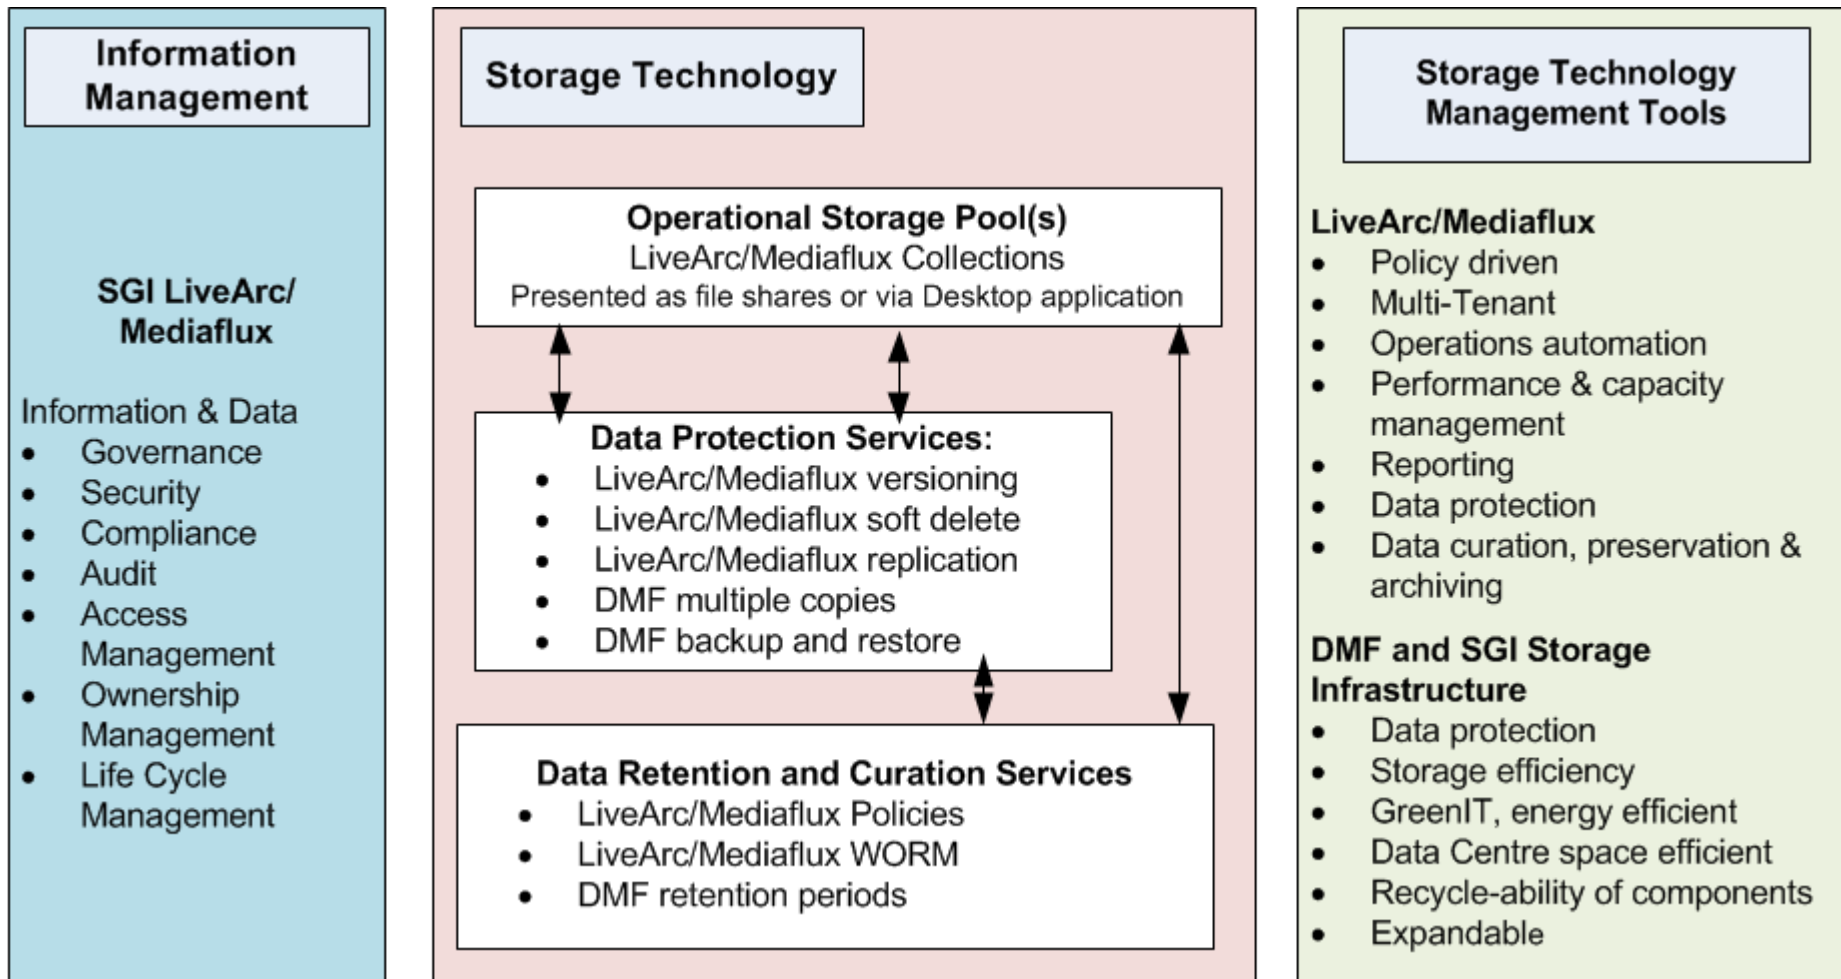 Information
Management
SGI LiveArc/
Mediaflux
Information & Data
• Governance
• Security
• Compliance
• Audit
• Access
Management
• Ownership
Management
• Life Cycle
Management
Storage Technology
Operational Storage Pool(s)
LiveArc/Mediaflux Collections
Presented as file shares or via Desktop application
Data Protection Services:
• LiveArc/Mediaflux versioning
• LiveArc/Mediaflux soft delete
• LiveArc/Mediaflux replication
• DMF multiple copies
• DMF backup and restore
Data Retention and Curation Services
• LiveArc/Mediaflux Policies
• LiveArc/Mediaflux WORM
• DMF retention periods
Storage Technology
Management Tools
LiveArc/Mediaflux
• Policy driven
• Multi-Tenant
• Operations automation
• Performance & capacity
management
• Reporting
• Data protection
• Data curation, preservation &
archiving
DMF and SGI Storage
Infrastructure
• Data protection
• Storage efficiency
• GreenIT, energy efficient
• Data Centre space efficient
• Recycle-ability of components
• Expandable